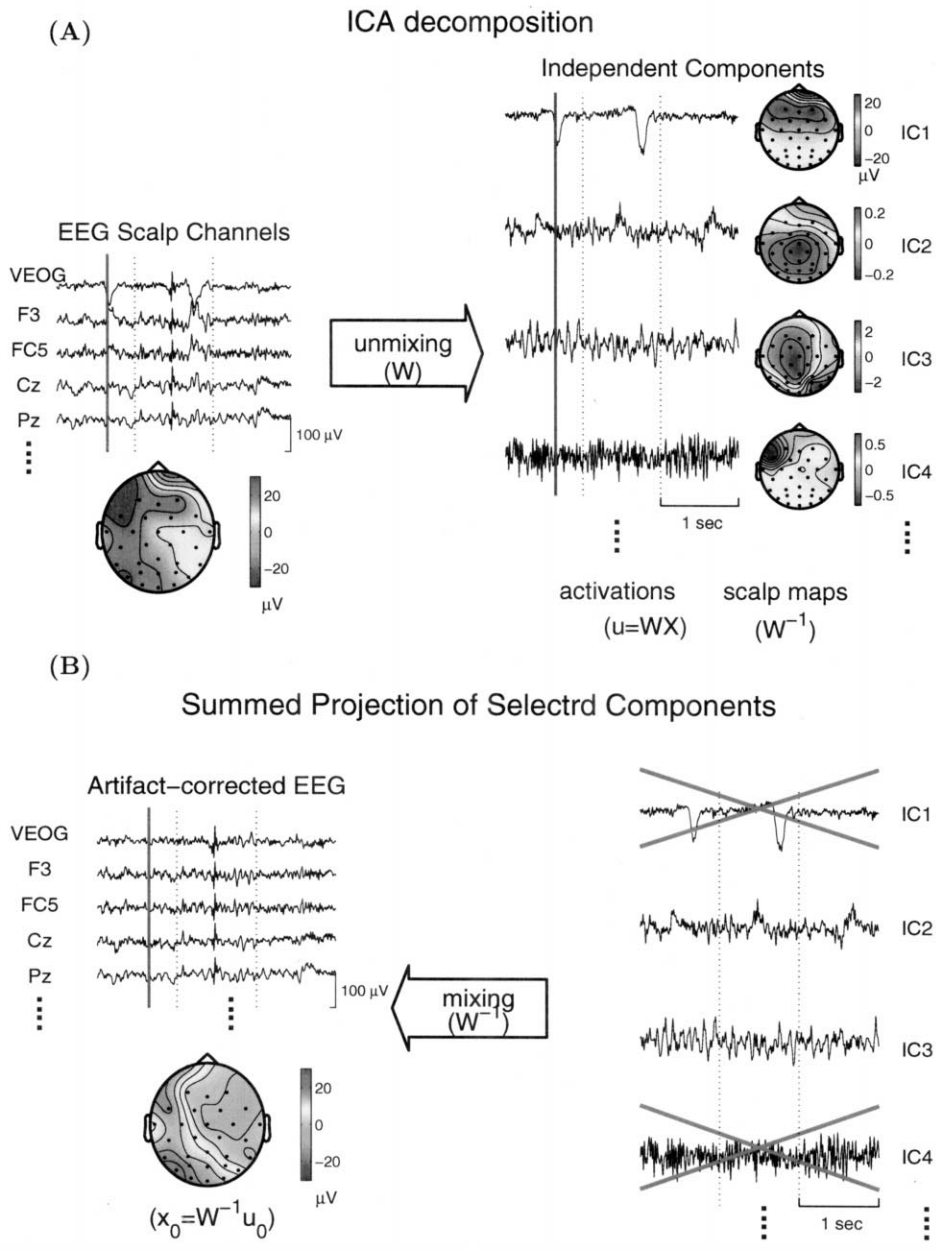 (A)
ICA decomposition
EEG Scalp Channels
VEOG
F3
FC5
Cz
Pz
100 μV
20
0
−20
μV
unmixing
(W)
Independent Components
20
0
−20
μV
IC1
0.2
0
−0.2
IC2
2
0
−2
IC3
0.5
0
−0.5
IC4
1 sec
activations
(u=WX)
scalp maps
(W⁻¹)
(B)
Summed Projection of Selectrd Components
Artifact−corrected EEG
VEOG
F3
FC5
Cz
Pz
100 μV
20
0
−20
μV
(x₀=W⁻¹u₀)
mixing
(W⁻¹)
IC1
IC2
IC3
IC4
1 sec